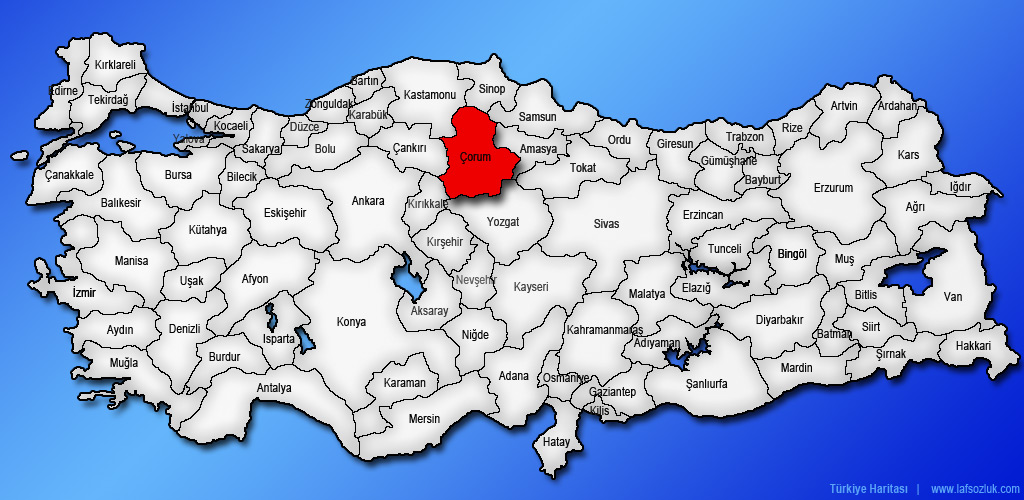 Kırklareli
Edirne
Tekirdağ
İstanbul
Kocaeli
Yalova
Sakarya
Düzce
Zonguldak
Bartın
Karabük
Kastamonu
Sinop
Samsun
Çorum
Çankırı
Bolu
Amasya
Ordu
Giresun
Trabzon
Rize
Artvin
Ardahan
Kars
Iğdır
Ağrı
Erzurum
Bayburt
Gümüşhane
Tokat
Çanakkale
Bursa
Bilecik
Balıkesir
Eskişehir
Ankara
Kırıkkale
Yozgat
Sivas
Erzincan
Tunceli
Bingöl
Muş
Kütahya
Manisa
Uşak
Afyon
Kırşehir
Nevşehir
Kayseri
Malatya
Elazığ
Bitlis
Van
İzmir
Aydın
Denizli
Isparta
Konya
Aksaray
Niğde
Kahramanmaraş
Adıyaman
Diyarbakır
Batman
Siirt
Şırnak
Hakkari
Muğla
Burdur
Antalya
Karaman
Mersin
Adana
Osmaniye
Gaziantep
Kilis
Şanlıurfa
Mardin
Hatay
Türkiye Haritası | www.lafsozluk.com